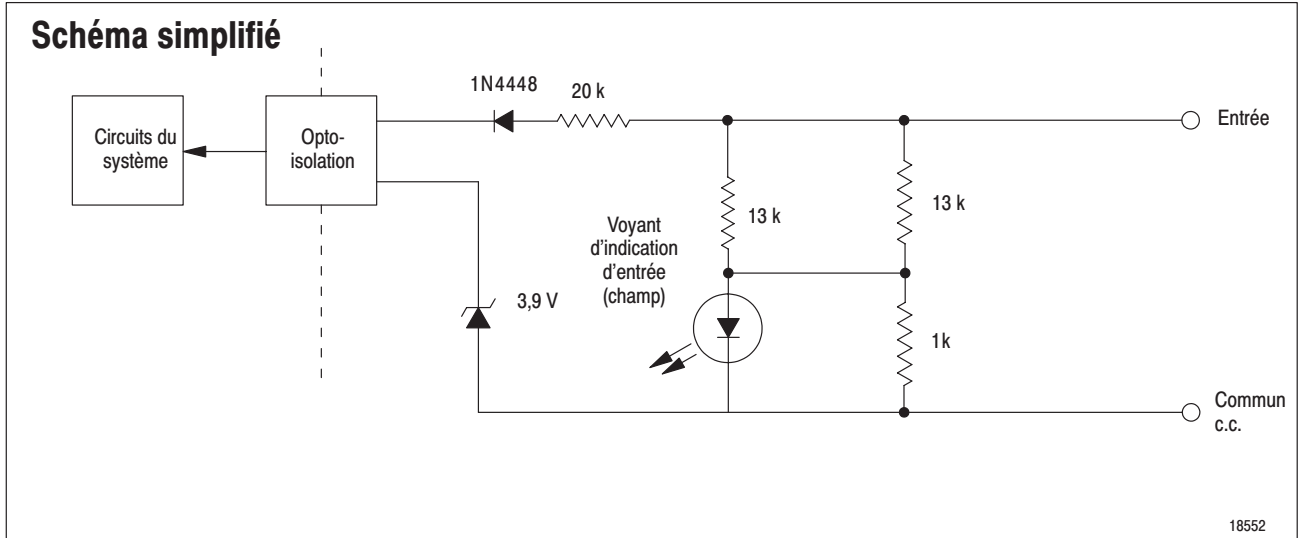 Schéma simplifié
1N4448
20 k
Entrée
Circuits du
système
Opto-
isolation
13 k
13 k
Voyant
d'indication
d'entrée
(champ)
3,9 V
1k
Commun
c.c.
18552